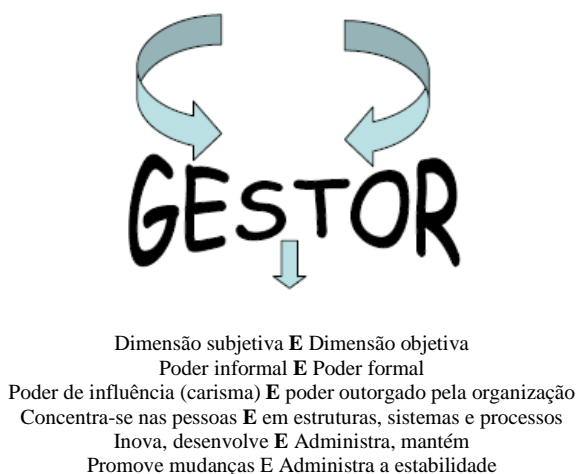 GESTOR
Dimensão subjetiva E Dimensão objetiva
Poder informal E Poder formal
Poder de influência (carisma) E poder outorgado pela organização
Concentra-se nas pessoas E em estruturas, sistemas e processos
Inova, desenvolve E Administra, mantém
Promove mudanças E Administra a estabilidade